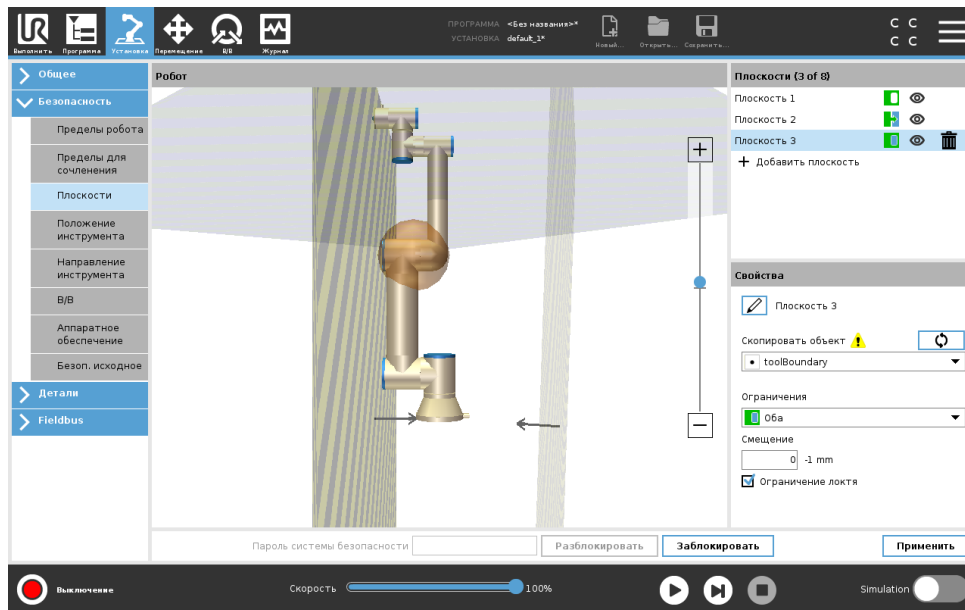 ПРОГРАММА <Без названия>*
УСТАНОВКА default_1*
Выполнить Программа Установка Перемещение В/В Журнал
Новый... Открыть... Сохранить...
C C
C C
Общее
Безопасность
Пределы робота
Пределы для
сочленения
Плоскости
Положение
инструмента
Направление
инструмента
В/В
Аппаратное
обеспечение
Безоп. исходное
Детали
Fieldbus
Робот
Плоскости (3 of 8)
Плоскость 1
Плоскость 2
Плоскость 3
Добавить плоскость
Свойства
Плоскость 3
Скопировать объект
toolBoundary
Ограничения
Оба
Смещение
0 -1 mm
Ограничение локтя
Пароль системы безопасности Разблокировать Заблокировать Применить
Выключение Скорость 100% Simulation